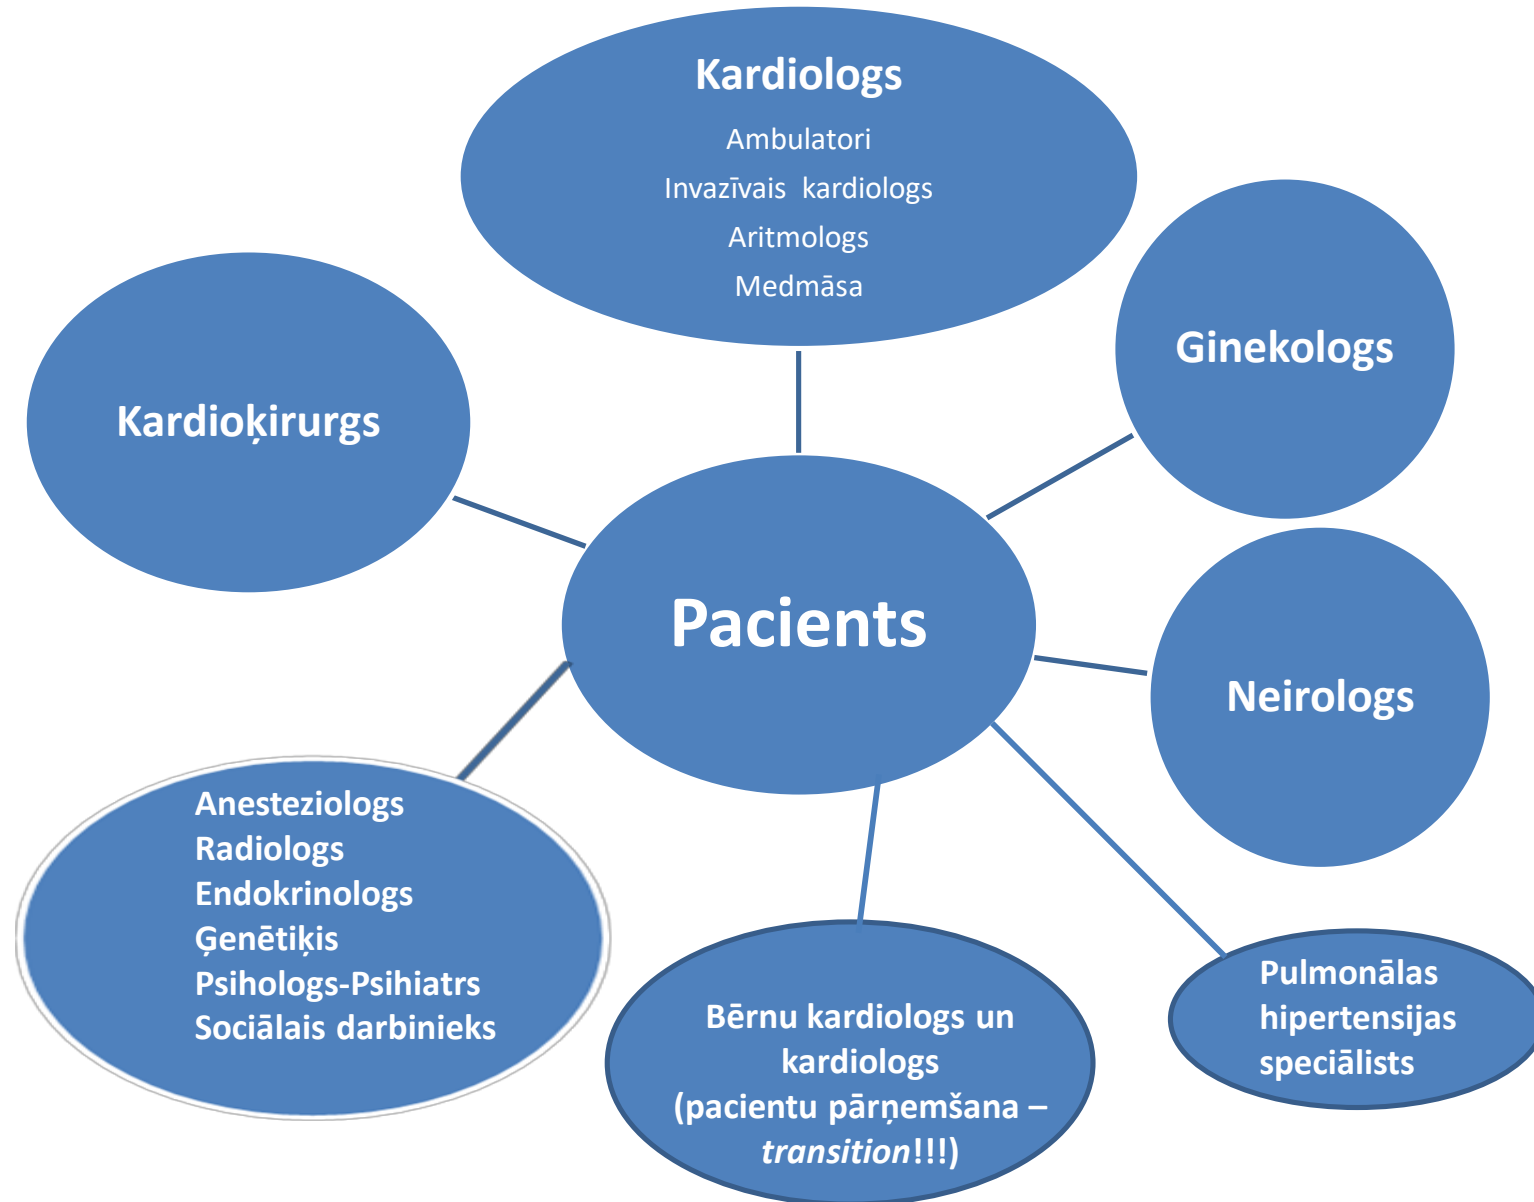 Kardiologs
Ambulatori
Invazīvais kardiologs
Aritmologs
Medmāsa
Ginekologs
Kardioķirurgs
Pacients
Neirologs
Anesteziologs
Radiologs
Endokrinologs
Ģenētiķis
Psihologs-Psihiatrs
Sociālais darbinieks
Bērnu kardiologs un
kardiologs
(pacientu pārņemšana –
transition!!!)
Pulmonālas
hipertensijas
speciālists